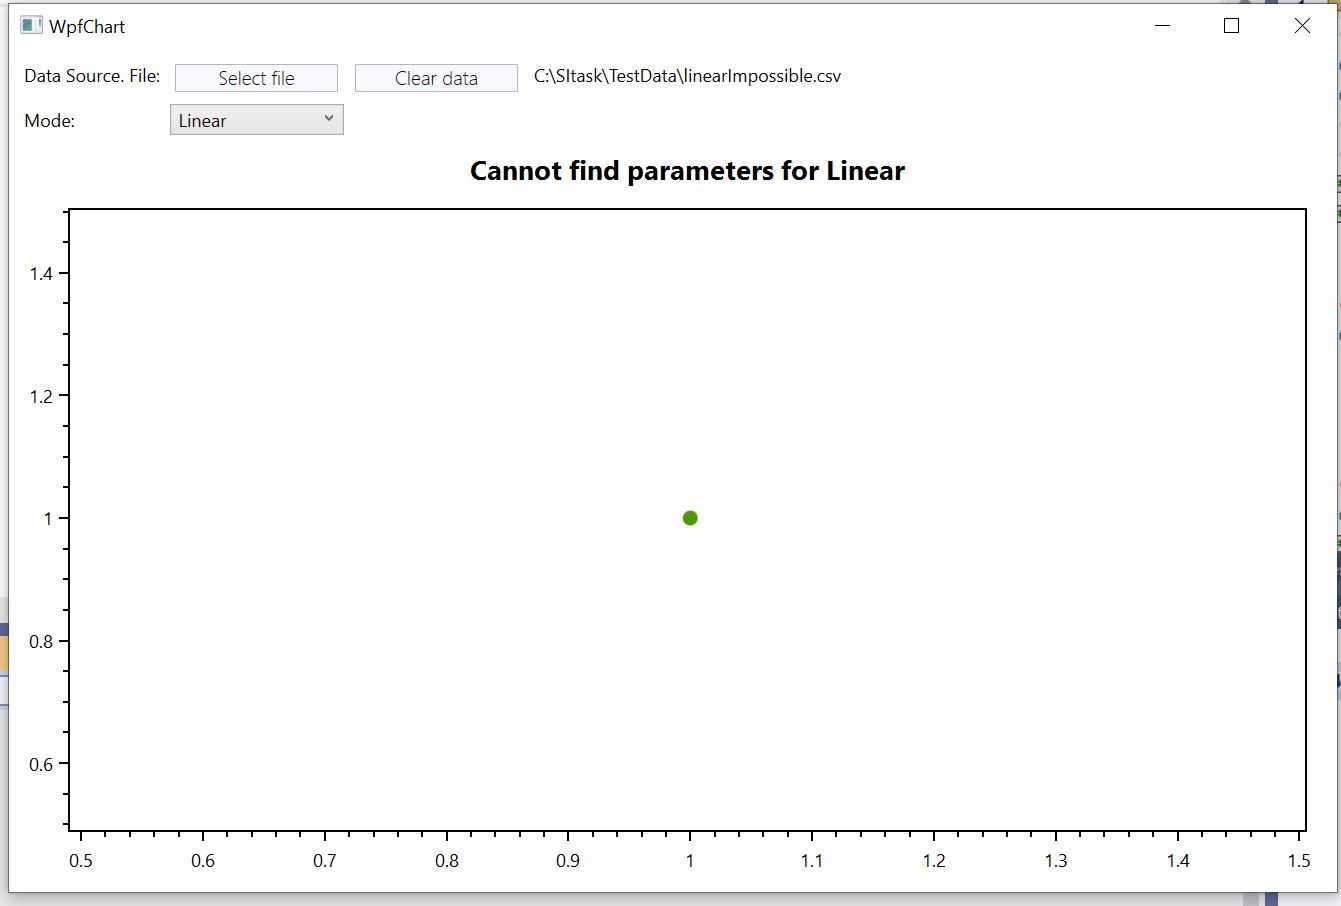 WpfChart
Data Source. File: Select file Clear data C:\SItask\TestData\linearImpossible.csv
Mode: Linear
Cannot find parameters for Linear
1.4
1.2
1
0.8
0.6
0.5 0.6 0.7 0.8 0.9 1 1.1 1.2 1.3 1.4 1.5